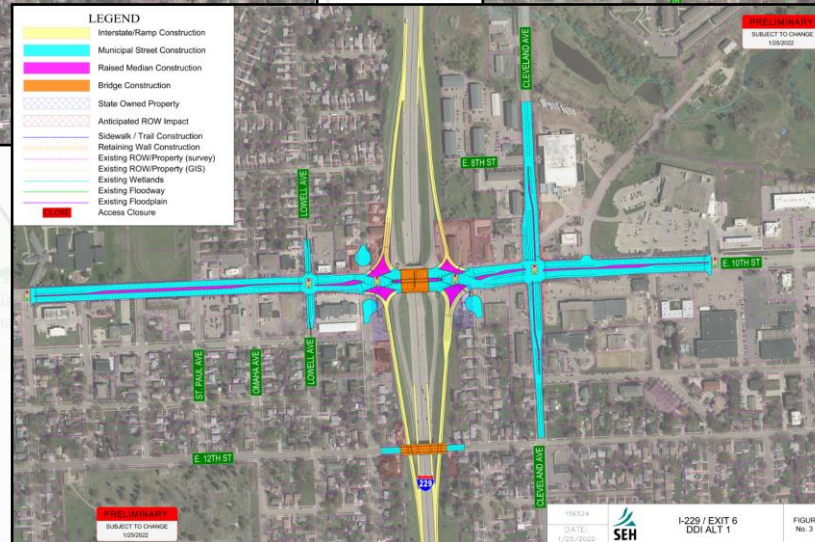 LEGEND
Interstate/Ramp Construction
Municipal Street Construction
Raised Median Construction
Bridge Construction
State Owned Property
Anticipated ROW Impact
Sidewalk / Trail Construction
Retaining Wall Construction
Existing ROW/Property (survey)
Existing ROW/Property (GIS)
Existing Wetlands
Existing Floodway
Existing Floodplain
CLOSE Access Closure
PRELIMINARY
SUBJECT TO CHANGE
1/25/2022
CLEVELAND AVE
E. 8TH ST
LOWELL AVE
E. 10TH ST
ST. PAUL AVE
OMAHA AVE
LOWELL AVE
E. 12TH ST
CLEVELAND AVE
229
PRELIMINARY
SUBJECT TO CHANGE
1/25/2022
156524
DATE:
1/25/2022
SEH
I-229 / EXIT 6
DDI ALT 1
FIGUR
No. 3